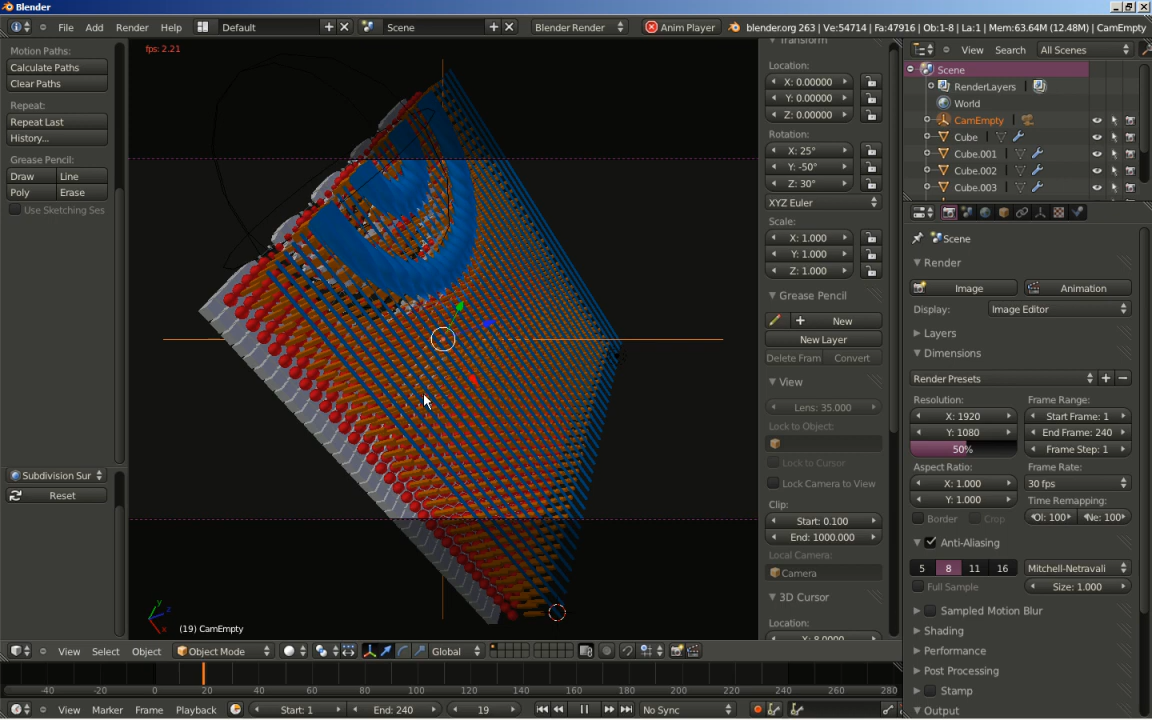 Blender
File
Add
Render
Help
Default
Scene
Blender Render
Anim Player
blender.org 263 | Ve:54714 | Fa:47916 | Ob:1-8 | La:1 | Mem:63.64M (12.48M) | CamEmpty
Motion Paths:
Calculate Paths
Clear Paths
Repeat:
Repeat Last
History...
Grease Pencil:
Draw
Line
Poly
Erase
Use Sketching Ses
Subdivision Sur
Reset
fps: 2.21
(19) CamEmpty
y
z
x
Transform
Location:
X: 0.00000
Y: 0.00000
Z: 0.00000
Rotation:
X: 25°
Y: -50°
Z: 30°
XYZ Euler
Scale:
X: 1.000
Y: 1.000
Z: 1.000
Grease Pencil
New
New Layer
Delete Fram
Convert
View
Lens: 35.000
Lock to Object:
Lock to Cursor
Lock Camera to View
Clip:
Start: 0.100
End: 1000.000
Local Camera:
Camera
3D Cursor
Location:
X: 8.0000
View
Search
All Scenes
Scene
RenderLayers
World
CamEmpty
Cube
Cube.001
Cube.002
Cube.003
Scene
Render
Image
Animation
Display:
Image Editor
Layers
Dimensions
Render Presets
Resolution:
Frame Range:
X: 1920
Start Frame: 1
Y: 1080
End Frame: 240
50%
Frame Step: 1
Aspect Ratio:
Frame Rate:
X: 1.000
30 fps
Y: 1.000
Time Remapping:
Border
Crop
Ol: 100
Ne: 100
Anti-Aliasing
5
8
11
16
Mitchell-Netravali
Full Sample
Size: 1.000
Sampled Motion Blur
Shading
Performance
Post Processing
Stamp
Output
View
Select
Object
Object Mode
Global
-40
-20
0
20
40
60
80
100
120
140
160
180
200
220
240
260
280
View
Marker
Frame
Playback
Start: 1
End: 240
19
No Sync